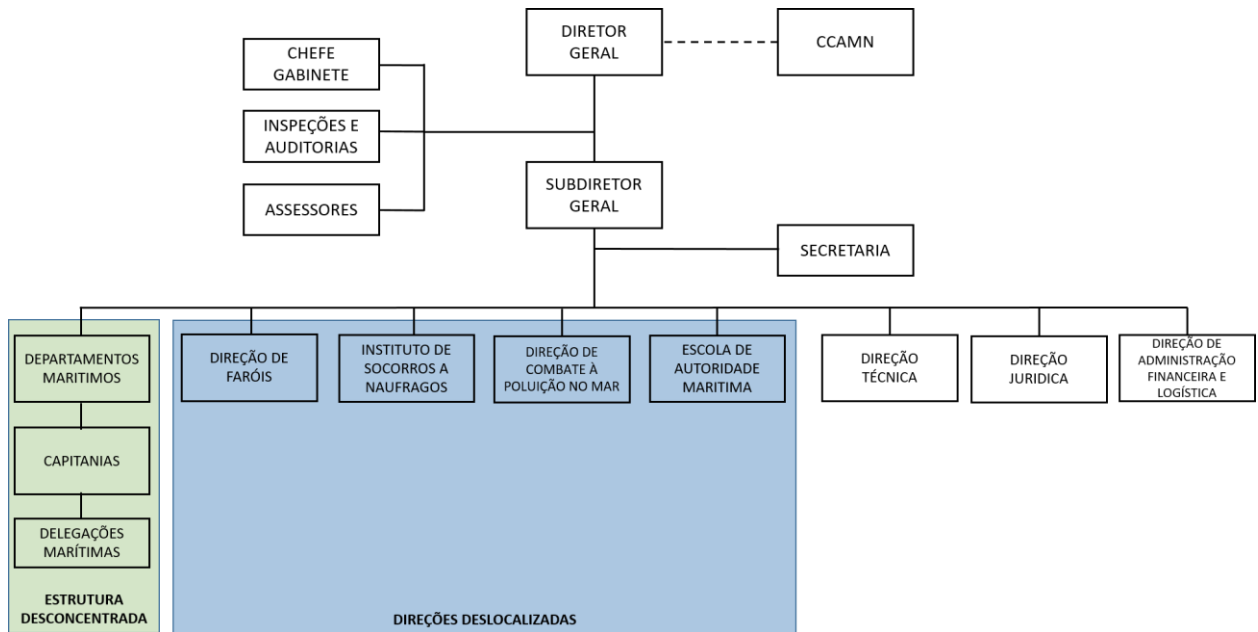 DIRETOR
GERAL
CCAMN
CHEFE
GABINETE
INSPEÇÕES E
AUDITORIAS
ASSESSORES
SUBDIRETOR
GERAL
SECRETARIA
DEPARTAMENTOS
MARITIMOS
DIREÇÃO DE
FARÓIS
INSTITUTO DE
SOCORROS A
NAUFRAGOS
DIREÇÃO DE
COMBATE À
POLUIÇÃO NO MAR
ESCOLA DE
AUTORIDADE
MARITIMA
DIREÇÃO
TÉCNICA
DIREÇÃO
JURIDICA
DIREÇÃO DE
ADMINISTRAÇÃO
FINANCEIRA E
LOGÍSTICA
CAPITANIAS
DELEGAÇÕES
MARÍTIMAS
ESTRUTURA
DESCONCENTRADA
DIREÇÕES DESLOCALIZADAS